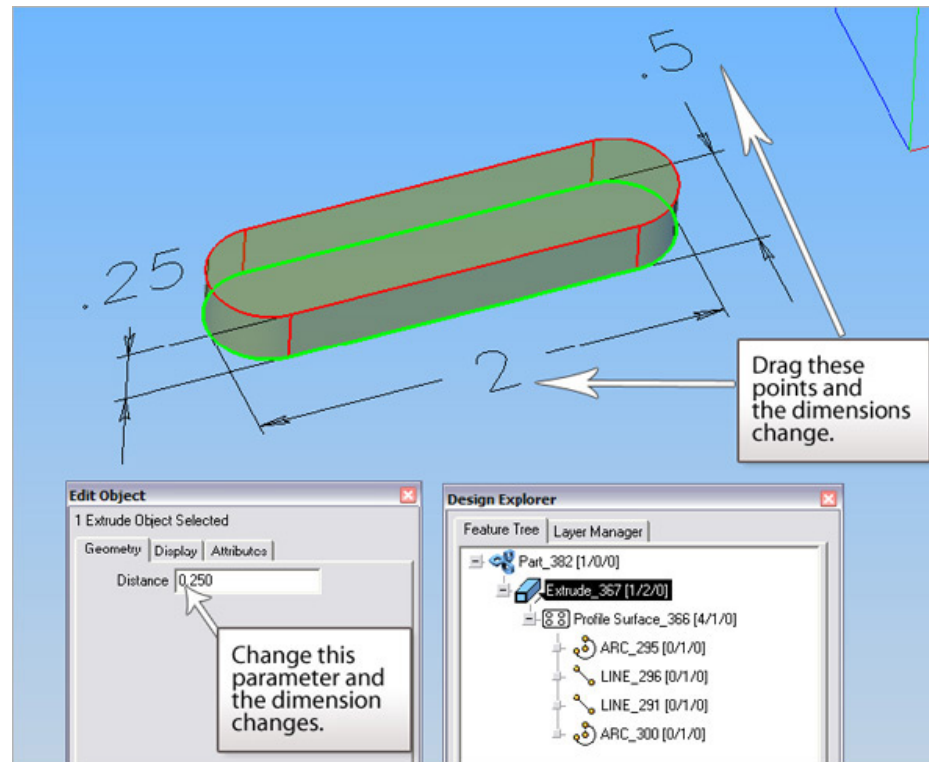 .5
.25
2
Drag these
points and
the dimensions
change.
Edit Object
1 Extrude Object Selected
Geometry Display Attributes
Distance 0.250
Change this
parameter and
the dimension
changes.
Design Explorer
Feature Tree Layer Manager
Part_382 [1/0/0]
Extrude_367 [1/2/0]
Profile Surface_366 [4/1/0]
ARC_295 [0/1/0]
LINE_296 [0/1/0]
LINE_291 [0/1/0]
ARC_300 [0/1/0]